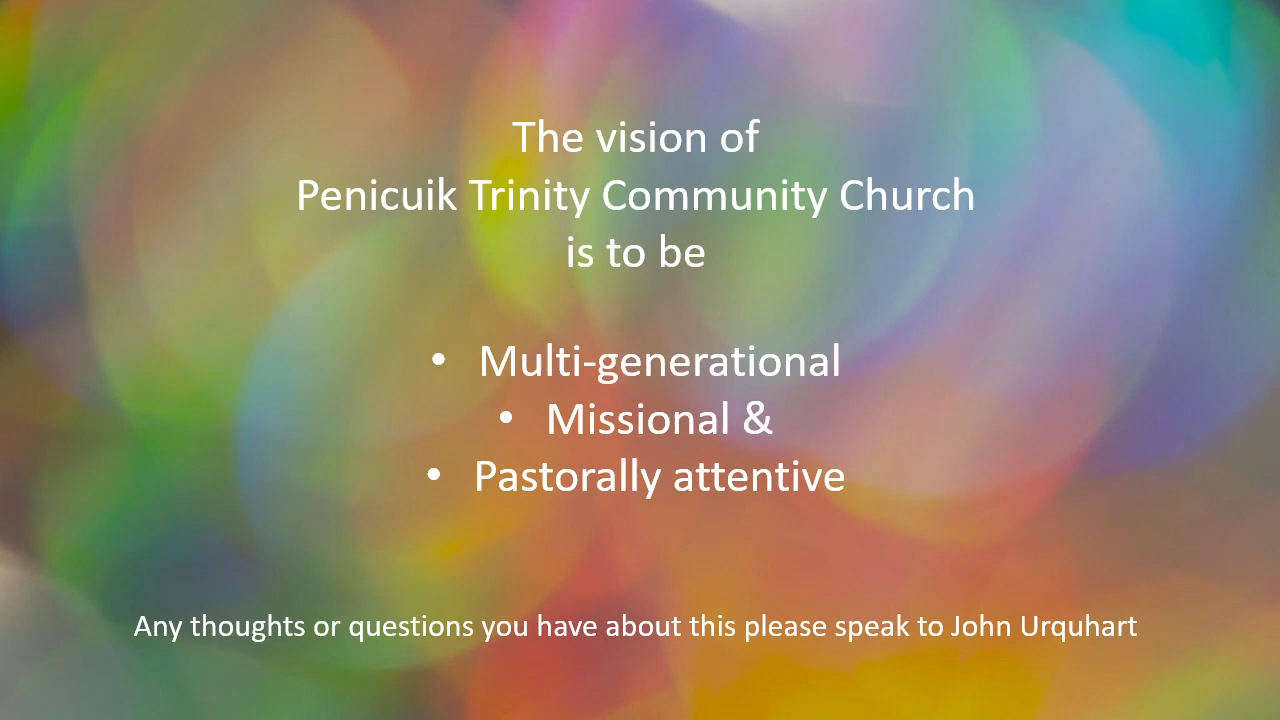 The vision of
Penicuik Trinity Community Church
is to be
• Multi-generational
• Missional &
• Pastorally attentive
Any thoughts or questions you have about this please speak to John Urquhart